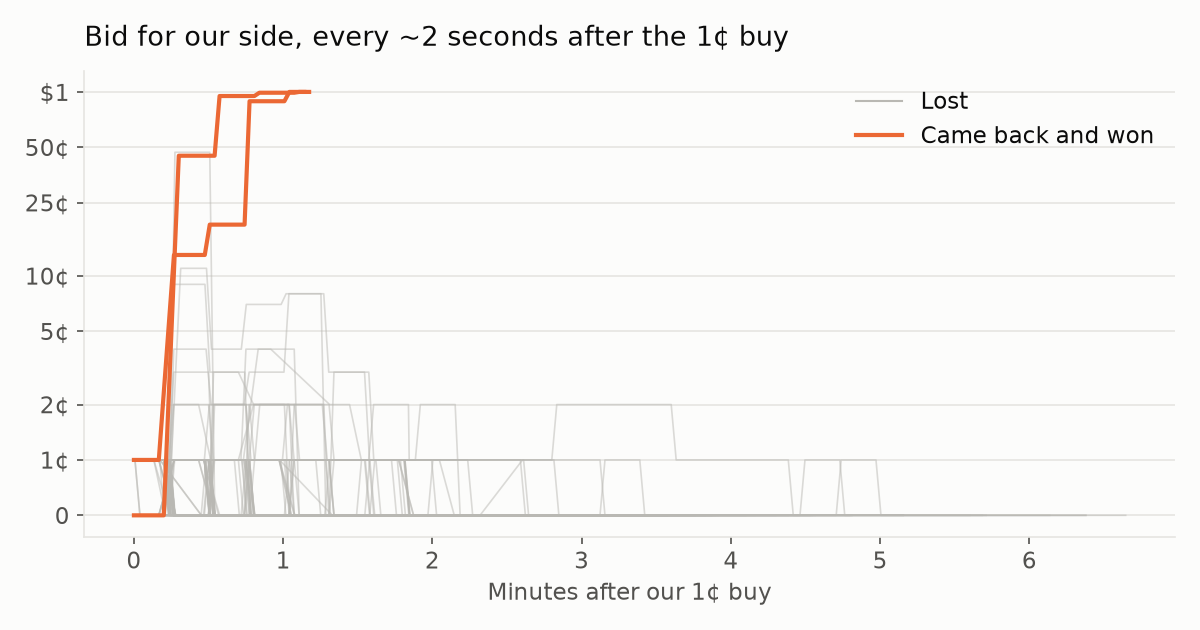 Bid for our side, every ~2 seconds after the 1¢ buy
$1
50¢
25¢
10¢
5¢
2¢
1¢
0
Lost
Came back and won
0 1 2 3 4 5 6
Minutes after our 1¢ buy